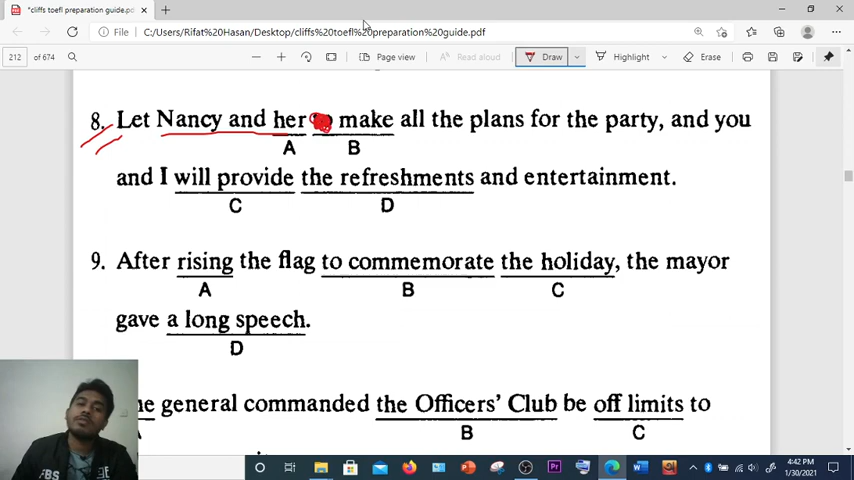 *cliffs toefl preparation guide.pd
File C:/Users/Rifat%20Hasan/Desktop/cliffs%20toefl%20preparation%20guide.pdf
212 of 674 Page view Read aloud Draw Highlight Erase
8. Let Nancy and her make all the plans for the party, and you
A B
and I will provide the refreshments and entertainment.
C D
9. After rising the flag to commemorate the holiday, the mayor
A B C
gave a long speech.
D
general commanded the Officers' Club be off limits to
B C
4:42 PM
1/30/2021